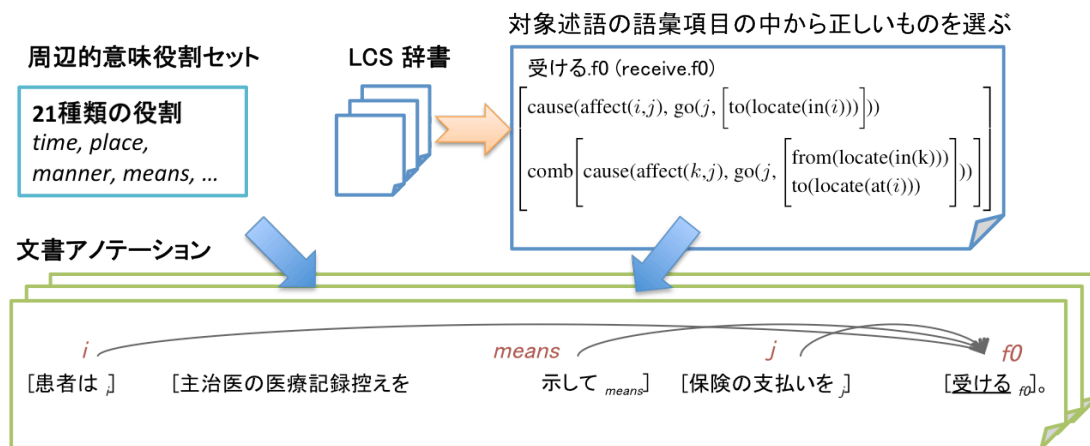 対象述語の語彙項目の中から正しいものを選ぶ
周辺的意味役割セット
LCS 辞書
21種類の役割
time, place,
manner, means, ...
受ける.f0 (receive.f0)
cause(affect(i,j), go(j, [to(locate(in(i)))]))
comb[cause(affect(k,j), go(j, [from(locate(in(k)))
to(locate(at(i)))]))]
文書アノテーション
i means j f0
[患者は i] [主治医の医療記録控えを 示して means] [保険の支払いを j] [受ける f0]。